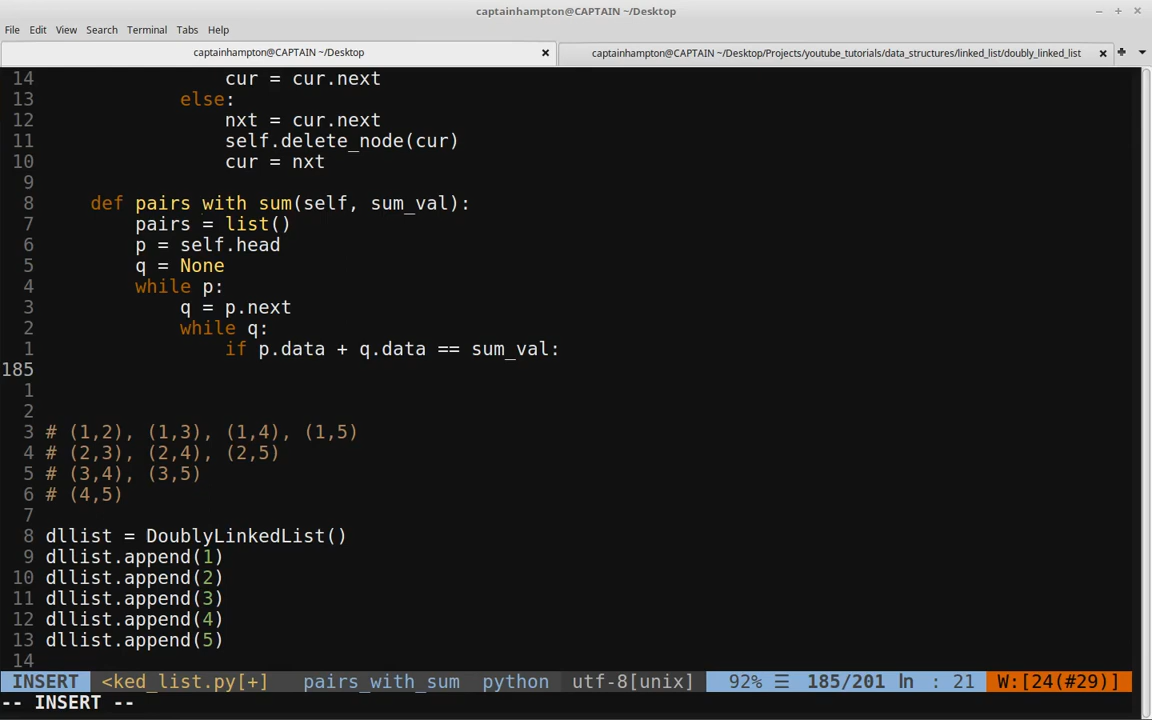 captainhampton@CAPTAIN ~/Desktop
File Edit View Search Terminal Tabs Help
captainhampton@CAPTAIN ~/Desktop
captainhampton@CAPTAIN ~/Desktop/Projects/youtube_tutorials/data_structures/linked_list/doubly_linked_list
14 cur = cur.next
13 else:
12 nxt = cur.next
11 self.delete_node(cur)
10 cur = nxt
9
8 def pairs_with_sum(self, sum_val):
7 pairs = list()
6 p = self.head
5 q = None
4 while p:
3 q = p.next
2 while q:
1 if p.data + q.data == sum_val:
185
1
2
3 # (1,2), (1,3), (1,4), (1,5)
4 # (2,3), (2,4), (2,5)
5 # (3,4), (3,5)
6 # (4,5)
7
8 dllist = DoublyLinkedList()
9 dllist.append(1)
10 dllist.append(2)
11 dllist.append(3)
12 dllist.append(4)
13 dllist.append(5)
14
INSERT <ked_list.py[+] pairs_with_sum python utf-8[unix] 92% ☰ 185/201 ln : 21 W:[24(#29)]
-- INSERT --